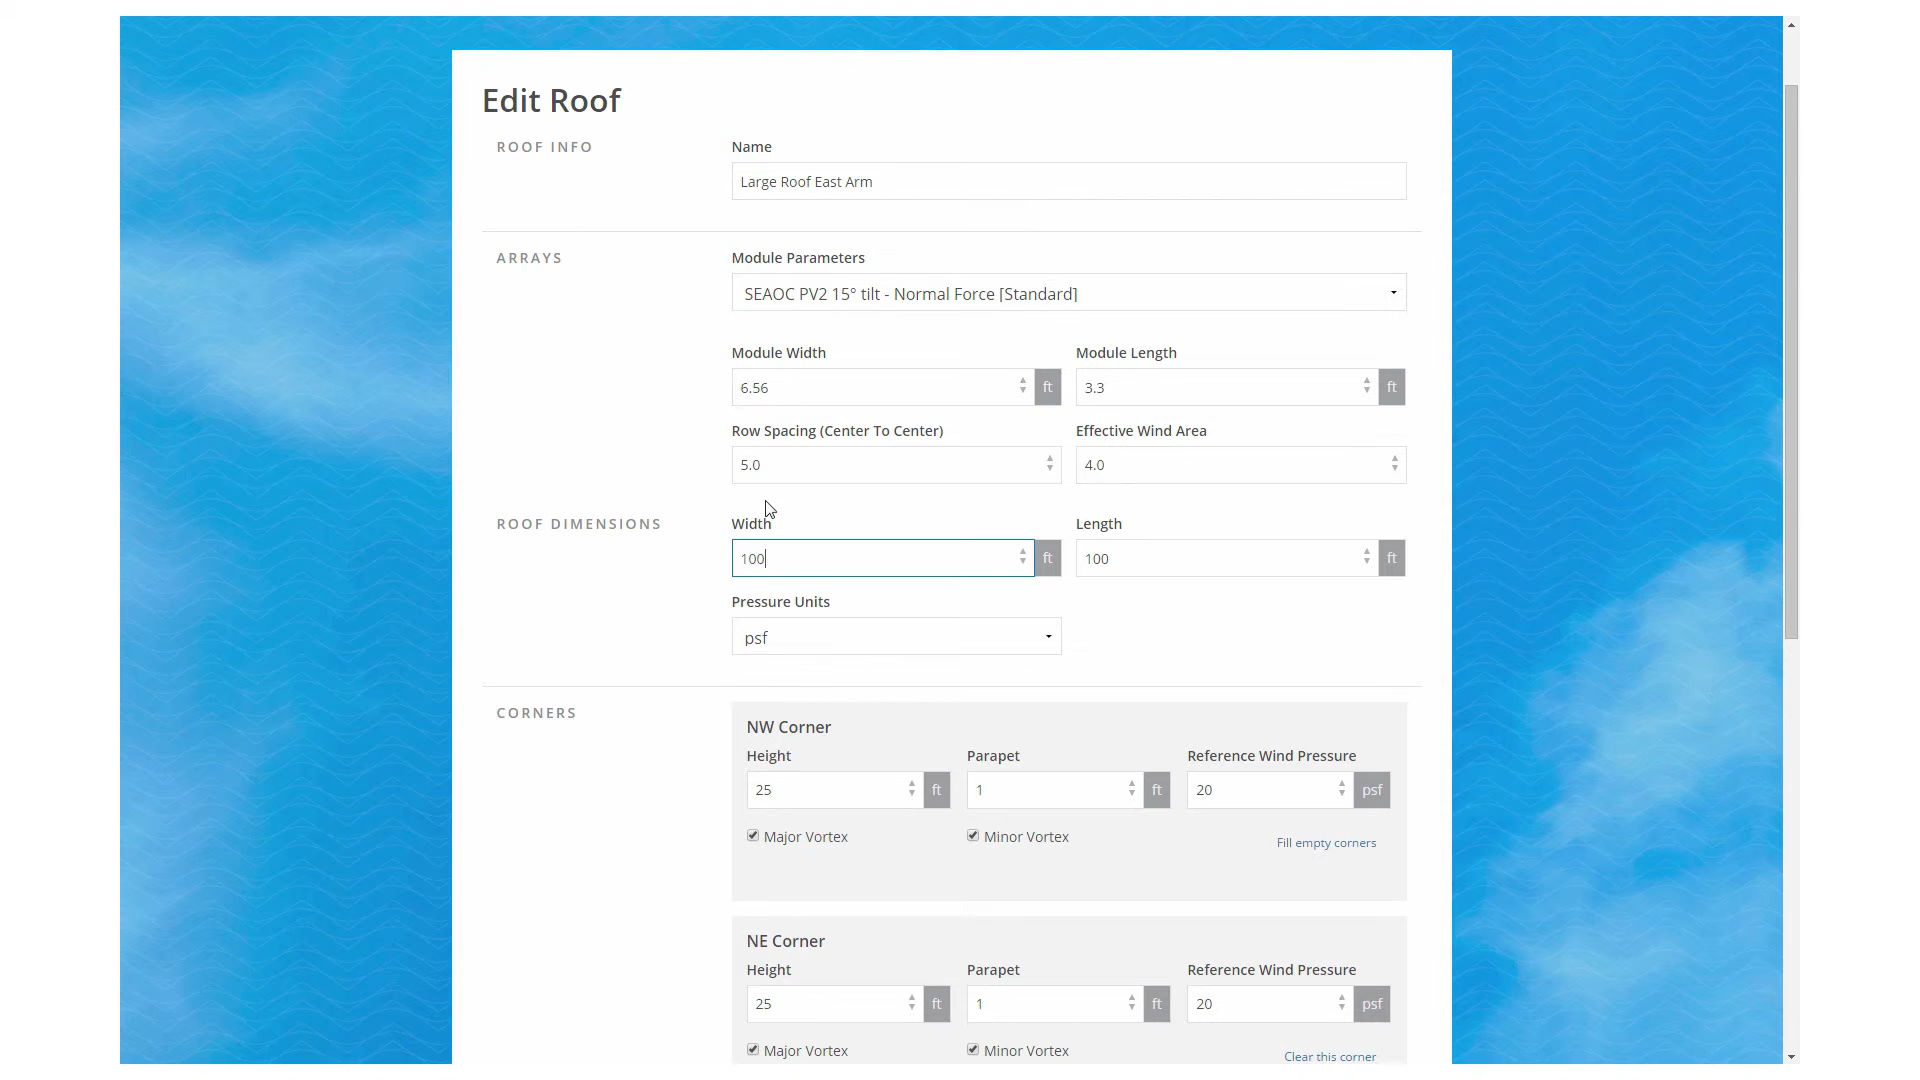 Edit Roof
ROOF INFO
Name
Large Roof East Arm
ARRAYS
Module Parameters
SEAOC PV2 15° tilt - Normal Force [Standard]
Module Width
Module Length
6.56 ft
3.3 ft
Row Spacing (Center To Center)
Effective Wind Area
5.0
4.0
ROOF DIMENSIONS
Width
Length
100 ft
100 ft
Pressure Units
psf
CORNERS
NW Corner
Height
Parapet
Reference Wind Pressure
25 ft
1 ft
20 psf
Major Vortex
Minor Vortex
Fill empty corners
NE Corner
Height
Parapet
Reference Wind Pressure
25 ft
1 ft
20 psf
Major Vortex
Minor Vortex
Clear this corner